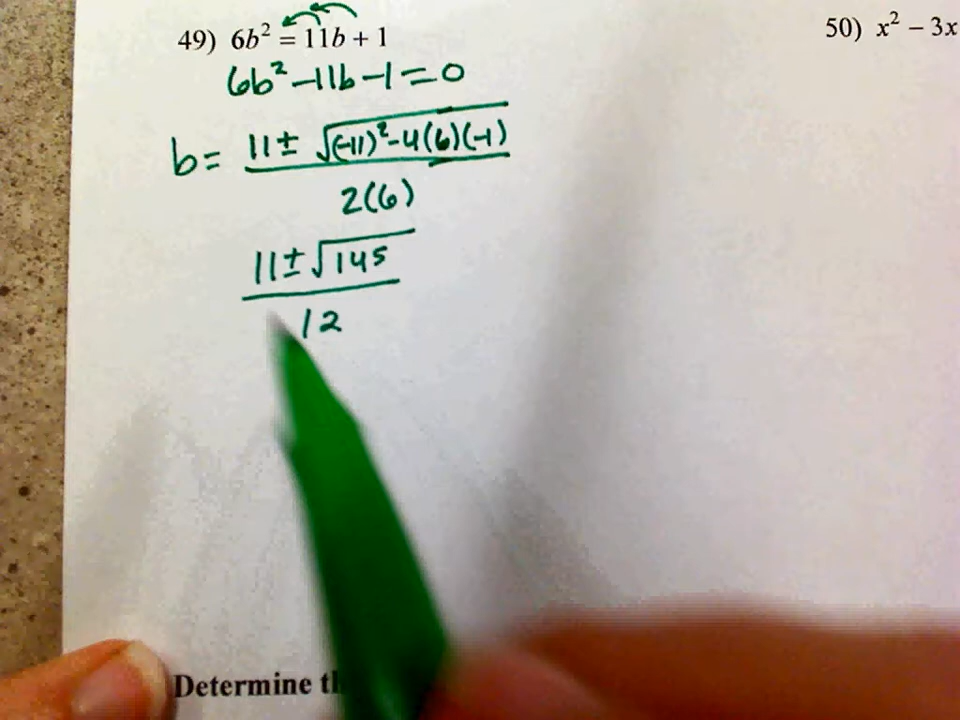 49) 6b² = 11b + 1
50) x² − 3x
6b² − 11b − 1 = 0
b = 11 ± √(-11)² − 4(6)(-1)
2(6)
11 ± √145
12
Determine